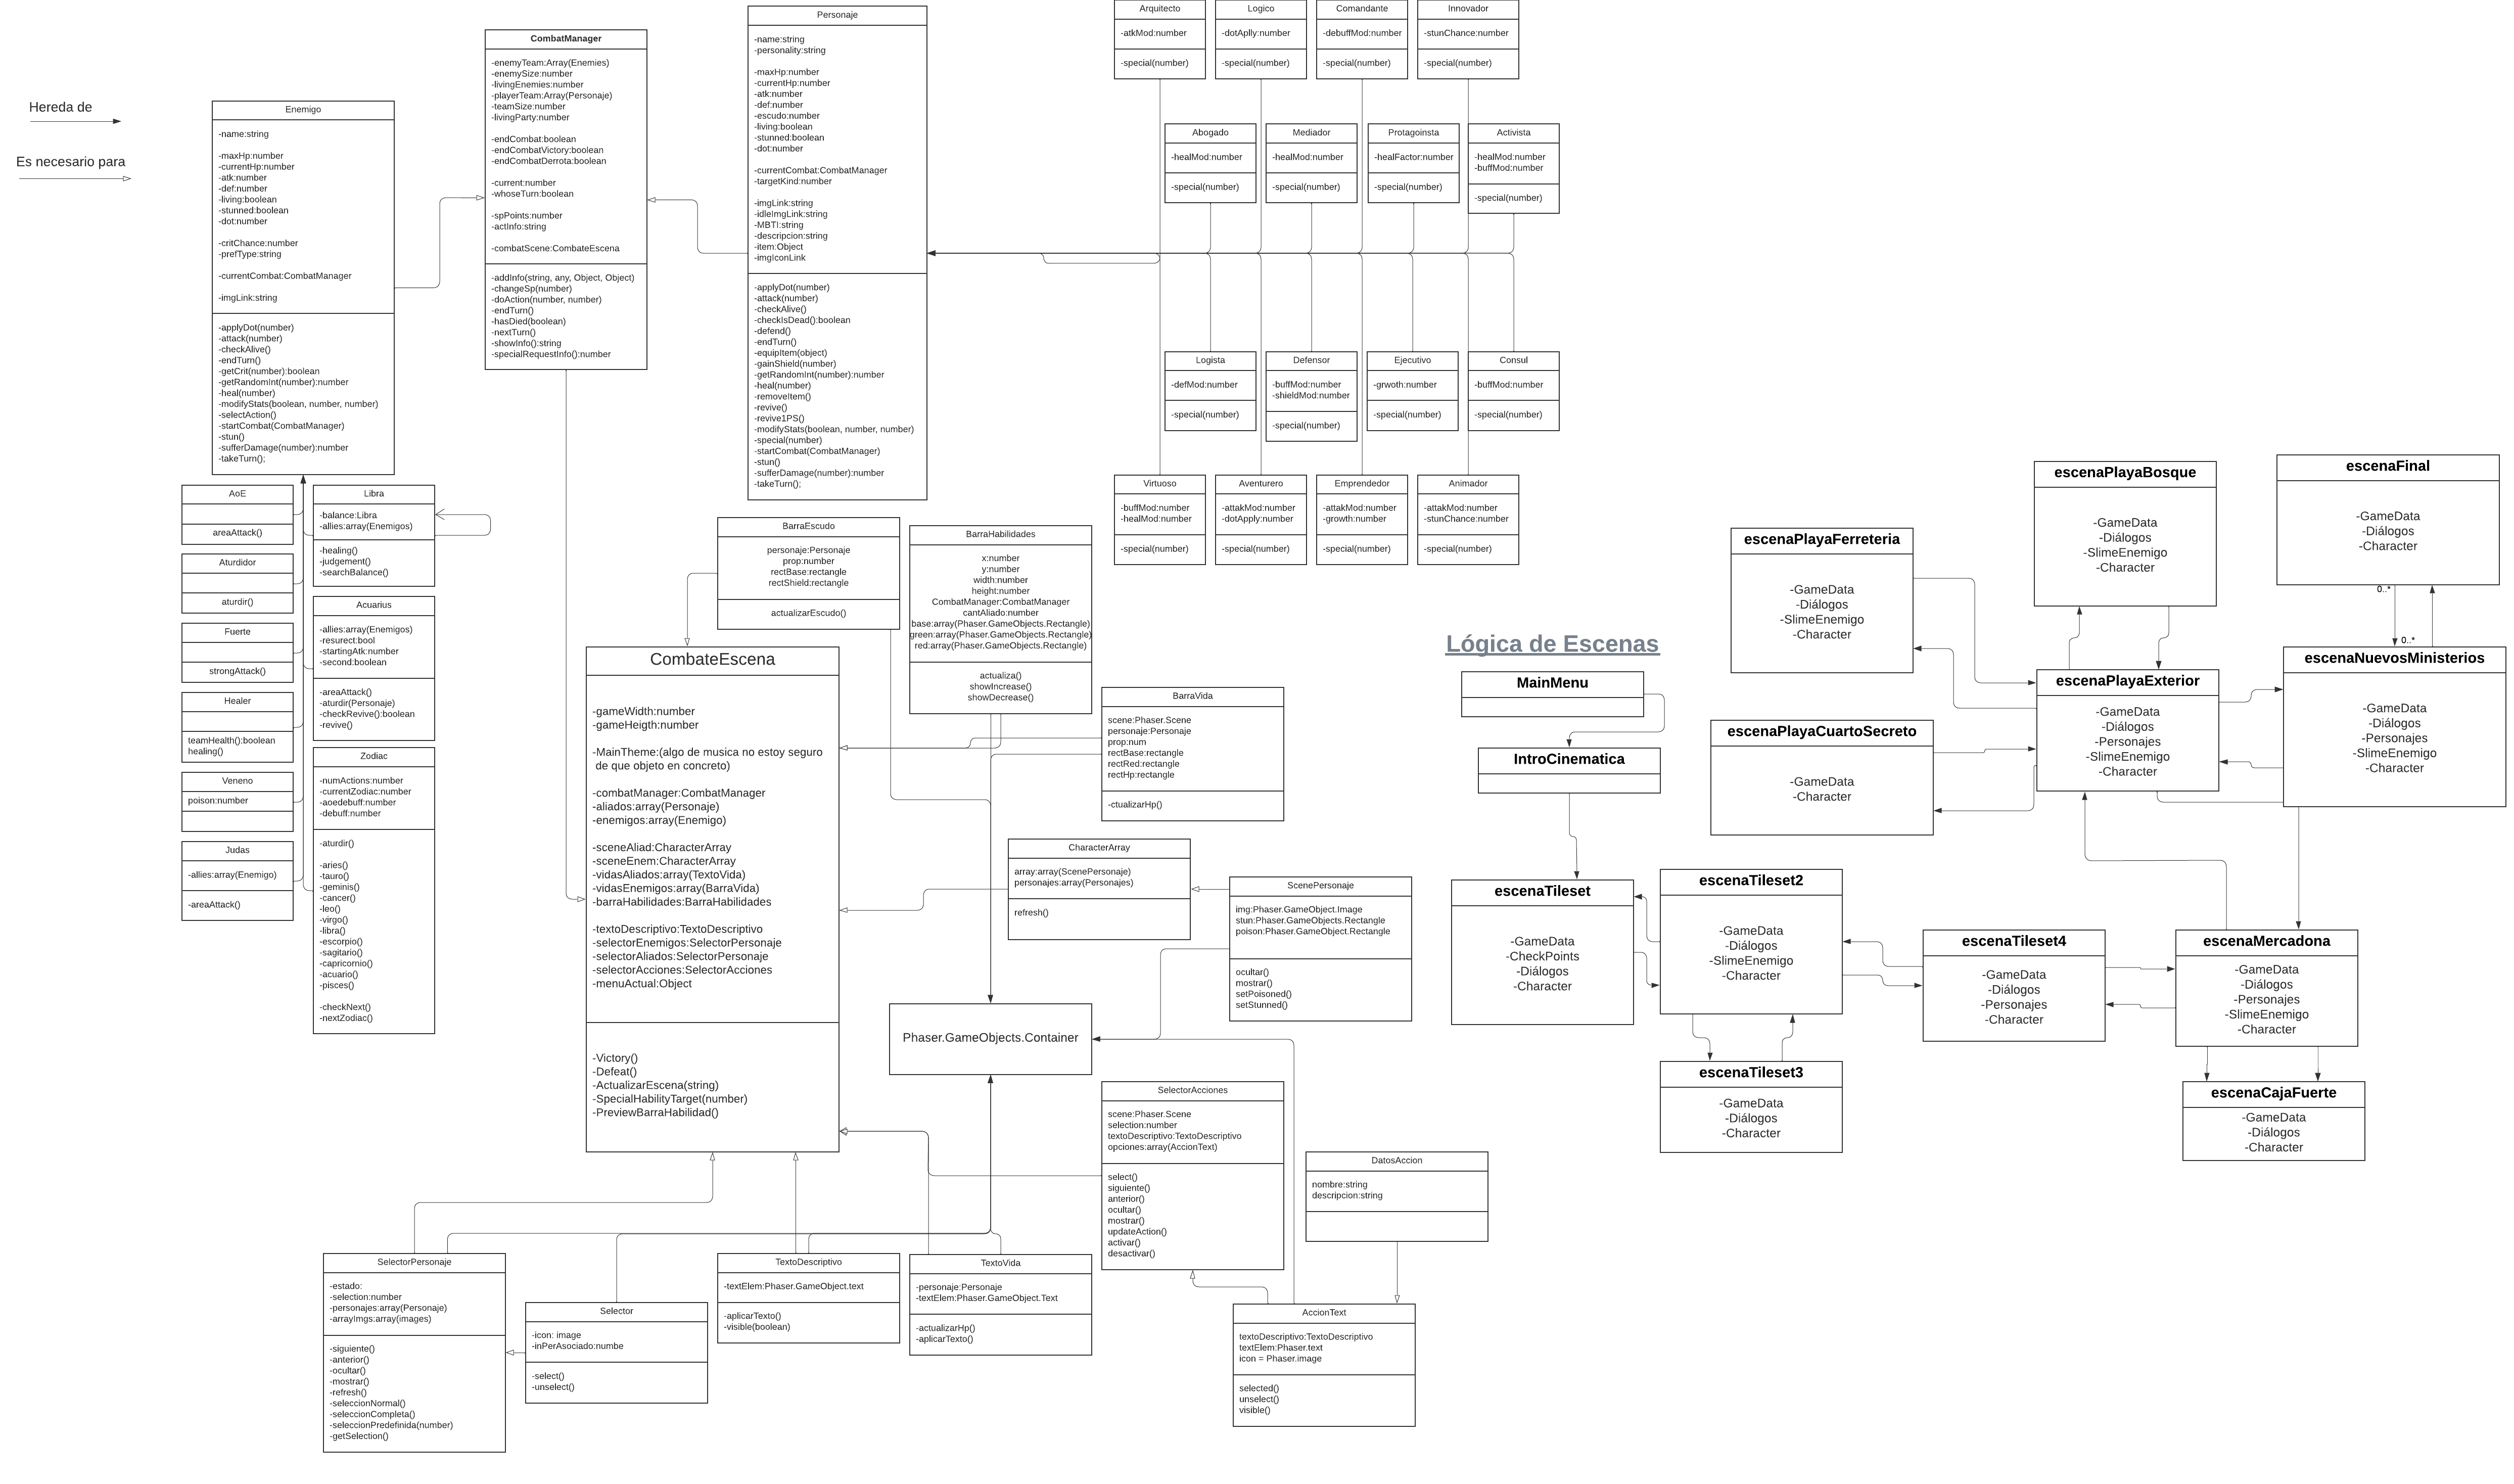 Hereda de
Es necesario para
Enemigo
-name:string
-maxHp:number
-currentHp:number
-atk:number
-def:number
-living:boolean
-stunned:boolean
-dot:number
-critChance:number
-prefType:string
-currentCombat:CombatManager
-imgLink:string
-applyDot(number)
-attack(number)
-checkAlive()
-endTurn()
-getCrit(number):boolean
-getRandomInt(number):number
-heal(number)
-modifyStats(boolean, number, number)
-selectAction()
-startCombat(CombatManager)
-stun()
-sufferDamage(number):number
-takeTurn();
CombatManager
-enemyTeam:Array(Enemies)
-enemySize:number
-livingEnemies:number
-playerTeam:Array(Personaje)
-teamSize:number
-livingParty:number
-endCombat:boolean
-endCombatVictory:boolean
-endCombatDerrota:boolean
-current:number
-whoseTurn:boolean
-spPoints:number
-actInfo:string
-combatScene:CombateEscena
-addInfo(string, any, Object, Object)
-changeSp(number)
-doAction(number, number)
-endTurn()
-hasDied(boolean)
-nextTurn()
-showInfo():string
-specialRequestInfo():number
Personaje
-name:string
-personality:string
-maxHp:number
-currentHp:number
-atk:number
-def:number
-escudo:number
-living:boolean
-stunned:boolean
-dot:number
-currentCombat:CombatManager
-targetKind:number
-imgLink:string
-idleImgLink:string
-MBTI:string
-descripcion:string
-item:Object
-imgIconLink
-applyDot(number)
-attack(number)
-checkAlive()
-checkIsDead():boolean
-defend()
-endTurn()
-equipItem(object)
-gainShield(number)
-getRandomInt(number):number
-heal(number)
-removeItem()
-revive()
-revive1PS()
-modifyStats(boolean, number, number)
-special(number)
-startCombat(CombatManager)
-stun()
-sufferDamage(number):number
-takeTurn();
Arquitecto
-atkMod:number
-special(number)
Logico
-dotAplly:number
-special(number)
Comandante
-debuffMod:number
-special(number)
Innovador
-stunChance:number
-special(number)
Abogado
-healMod:number
-special(number)
Mediador
-healMod:number
-special(number)
Protagoinsta
-healFactor:number
-special(number)
Activista
-healMod:number
-buffMod:number
-special(number)
Logista
-defMod:number
-special(number)
Defensor
-buffMod:number
-shieldMod:number
-special(number)
Ejecutivo
-grwoth:number
-special(number)
Consul
-buffMod:number
-special(number)
Virtuoso
-buffMod:number
-healMod:number
-special(number)
Aventurero
-attakMod:number
-dotApply:number
-special(number)
Emprendedor
-attakMod:number
-growth:number
-special(number)
Animador
-attakMod:number
-stunChance:number
-special(number)
AoE
areaAttack()
Aturdidor
aturdir()
Fuerte
strongAttack()
Healer
teamHealth():boolean
healing()
Veneno
poison:number
Judas
-allies:array(Enemigo)
-areaAttack()
Libra
-balance:Libra
-allies:array(Enemigos)
-healing()
-judgement()
-searchBalance()
Acuarius
-allies:array(Enemigos)
-resurect:bool
-startingAtk:number
-second:boolean
-areaAttack()
-aturdir(Personaje)
-checkRevive():boolean
-revive()
Zodiac
-numActions:number
-currentZodiac:number
-aoedebuff:number
-debuff:number
-aturdir()
-aries()
-tauro()
-geminis()
-cancer()
-leo()
-virgo()
-libra()
-escorpio()
-sagitario()
-capricornio()
-acuario()
-pisces()
-checkNext()
-nextZodiac()
BarraEscudo
personaje:Personaje
prop:number
rectBase:rectangle
rectShield:rectangle
actualizarEscudo()
BarraHabilidades
x:number
y:number
width:number
height:number
CombatManager:CombatManager
cantAliado:number
base:array(Phaser.GameObjects.Rectangle)
green:array(Phaser.GameObjects.Rectangle)
red:array(Phaser.GameObjects.Rectangle)
actualiza()
showIncrease()
showDecrease()
CombateEscena
-gameWidth:number
-gameHeigth:number
-MainTheme:(algo de musica no estoy seguro
de que objeto en concreto)
-combatManager:CombatManager
-aliados:array(Personaje)
-enemigos:array(Enemigo)
-sceneAliad:CharacterArray
-sceneEnem:CharacterArray
-vidasAliados:array(TextoVida)
-vidasEnemigos:array(BarraVida)
-barraHabilidades:BarraHabilidades
-textoDescriptivo:TextoDescriptivo
-selectorEnemigos:SelectorPersonaje
-selectorAliados:SelectorPersonaje
-selectorAcciones:SelectorAcciones
-menuActual:Object
-Victory()
-Defeat()
-ActualizarEscena(string)
-SpecialHabilityTarget(number)
-PreviewBarraHabilidad()
BarraVida
scene:Phaser.Scene
personaje:Personaje
prop:num
rectBase:rectangle
rectRed:rectangle
rectHp:rectangle
-ctualizarHp()
CharacterArray
array:array(ScenePersonaje)
personajes:array(Personajes)
refresh()
ScenePersonaje
img:Phaser.GameObject.Image
stun:Phaser.GameObjects.Rectangle
poison:Phaser.GameObject.Rectangle
ocultar()
mostrar()
setPoisoned()
setStunned()
Phaser.GameObjects.Container
SelectorAcciones
scene:Phaser.Scene
selection:number
textoDescriptivo:TextoDescriptivo
opciones:array(AccionText)
select()
siguiente()
anterior()
ocultar()
mostrar()
updateAction()
activar()
desactivar()
DatosAccion
nombre:string
descripcion:string
AccionText
textoDescriptivo:TextoDescriptivo
textElem:Phaser.text
icon = Phaser.image
selected()
unselect()
visible()
SelectorPersonaje
-estado:
-selection:number
-personajes:array(Personaje)
-arrayImgs:array(images)
-siguiente()
-anterior()
-ocultar()
-mostrar()
-refresh()
-seleccionNormal()
-seleccionCompleta()
-seleccionPredefinida(number)
-getSelection()
Selector
-icon: image
-inPerAsociado:numbe
-select()
-unselect()
TextoDescriptivo
-textElem:Phaser.GameObject.text
-aplicarTexto()
-visible(boolean)
TextoVida
-personaje:Personaje
-textElem:Phaser.GameObject.Text
-actualizarHp()
-aplicarTexto()
Lógica de Escenas
MainMenu
IntroCinematica
escenaTileset
-GameData
-CheckPoints
-Diálogos
-Character
escenaTileset2
-GameData
-Diálogos
-SlimeEnemigo
-Character
escenaTileset3
-GameData
-Diálogos
-Character
escenaTileset4
-GameData
-Diálogos
-Personajes
-Character
escenaMercadona
-GameData
-Diálogos
-Personajes
-SlimeEnemigo
-Character
escenaCajaFuerte
-GameData
-Diálogos
-Character
escenaPlayaFerreteria
-GameData
-Diálogos
-SlimeEnemigo
-Character
escenaPlayaCuartoSecreto
-GameData
-Character
escenaPlayaBosque
-GameData
-Diálogos
-SlimeEnemigo
-Character
escenaPlayaExterior
-GameData
-Diálogos
-Personajes
-SlimeEnemigo
-Character
escenaFinal
-GameData
-Diálogos
-Character
0..*
0..*
escenaNuevosMinisterios
-GameData
-Diálogos
-Personajes
-SlimeEnemigo
-Character